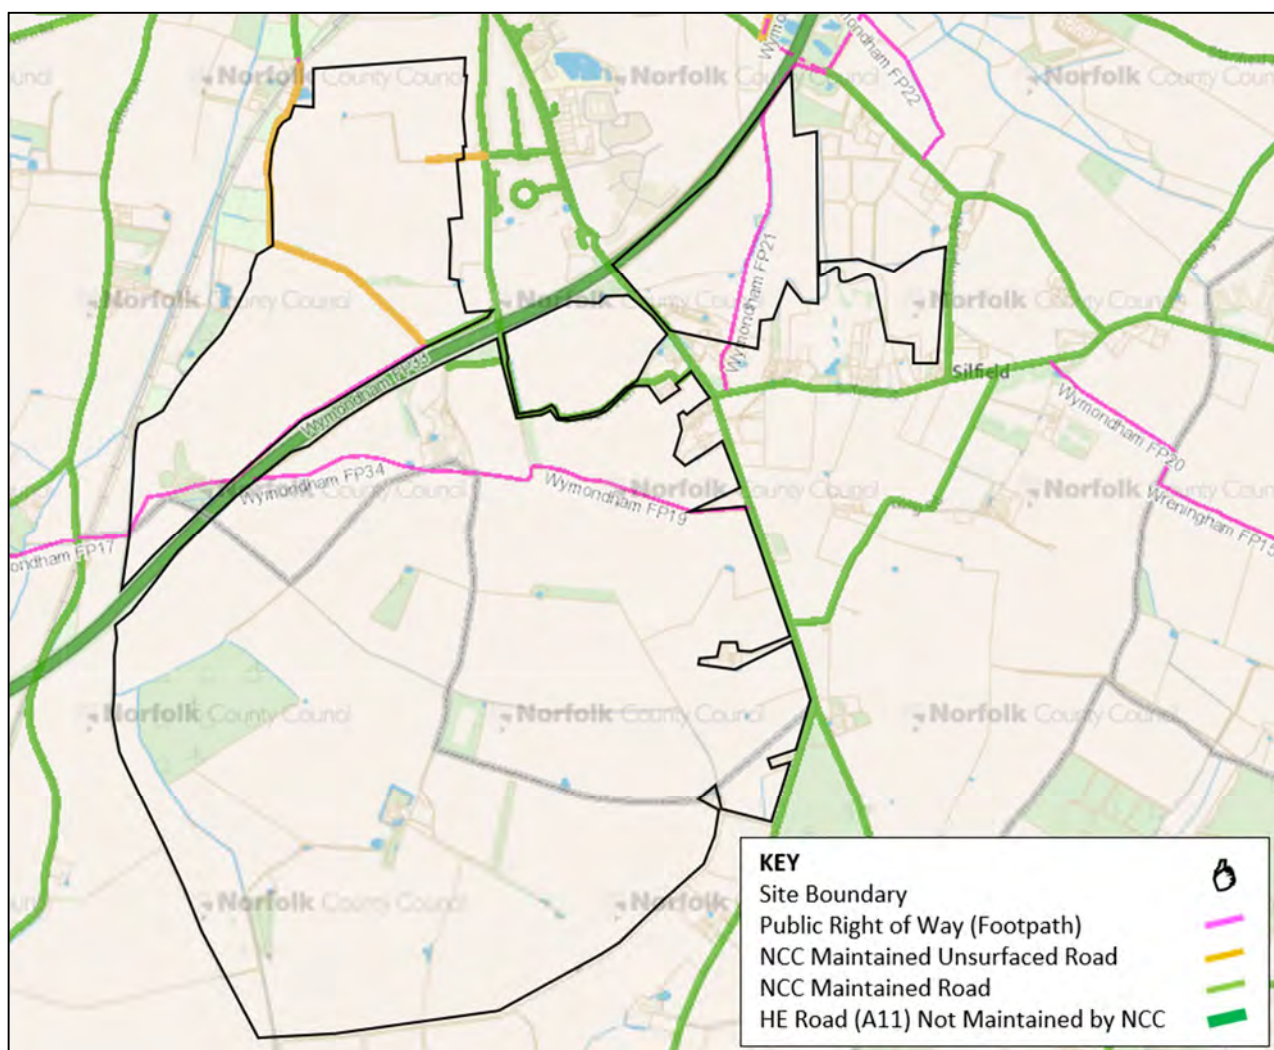 Norfolk County Council
Norfolk County Council
Norfolk County Council
Wymondham FP22
Wymondham FP21
Norfolk County Council
Norfolk County Council
Norfolk County Council
Wymondham FP33
Silfield
Wymondham FP20
Wymondham FP34
Wymondham FP19
Norfolk County Council
Norfolk County Coun
Wreningham FP15
ondham FP17
Norfolk County Council
Norfolk County Council
Norfolk County Council
Norfolk County Council
Norfolk
KEY
Site Boundary
Public Right of Way (Footpath)
NCC Maintained Unsurfaced Road
NCC Maintained Road
HE Road (A11) Not Maintained by NCC